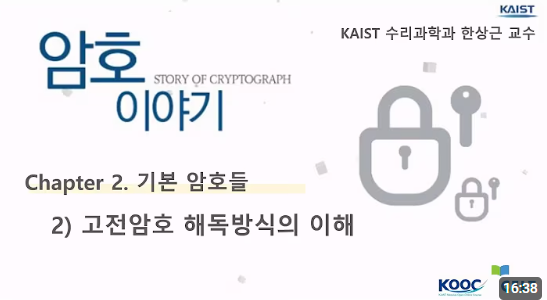 KAIST
KAIST 수리과학과 한상근 교수
암호
STORY OF CRYPTOGRAPH
이야기
Chapter 2. 기본 암호들
2) 고전암호 해독방식의 이해
KOOC
16:38